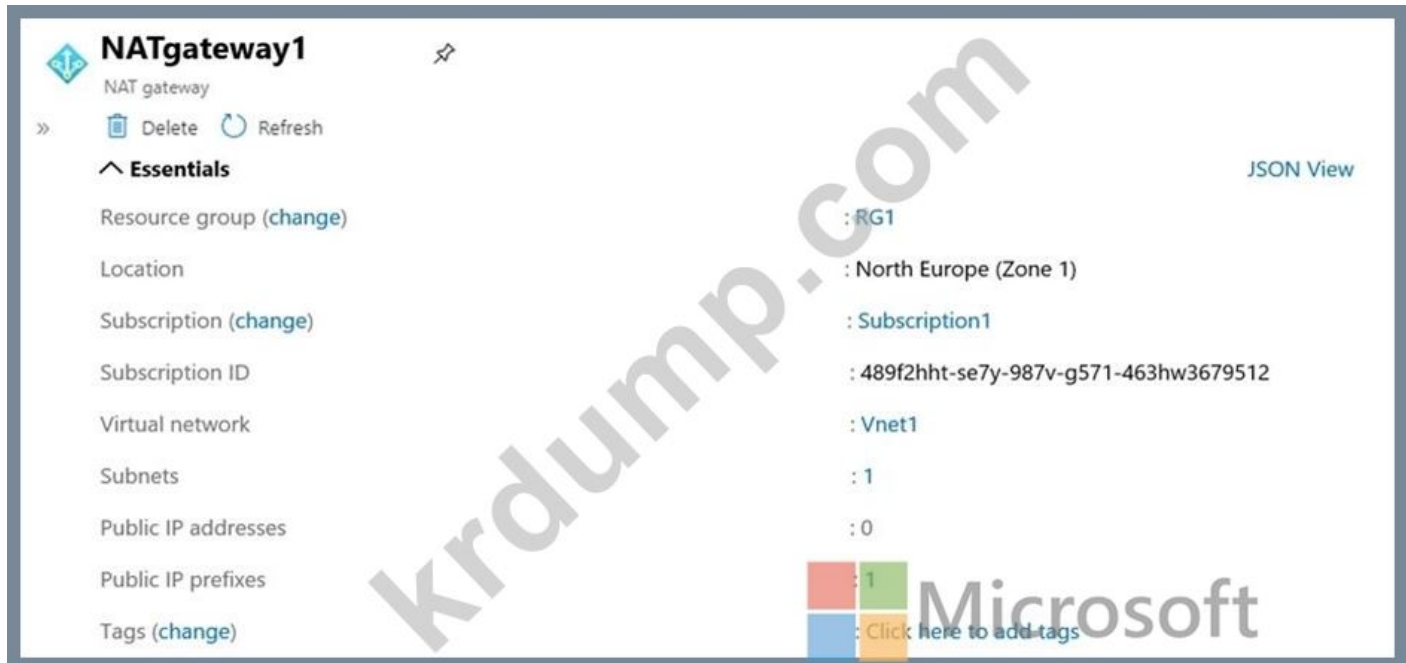 NATgateway1
NAT gateway
» Delete Refresh
Essentials
JSON View
Resource group (change) : RG1
Location : North Europe (Zone 1)
Subscription (change) : Subscription1
Subscription ID : 489f2hht-se7y-987v-g571-463hw3679512
Virtual network : Vnet1
Subnets : 1
Public IP addresses : 0
Public IP prefixes : 1
Tags (change) : Click here to add tags
krdump.com
Microsoft